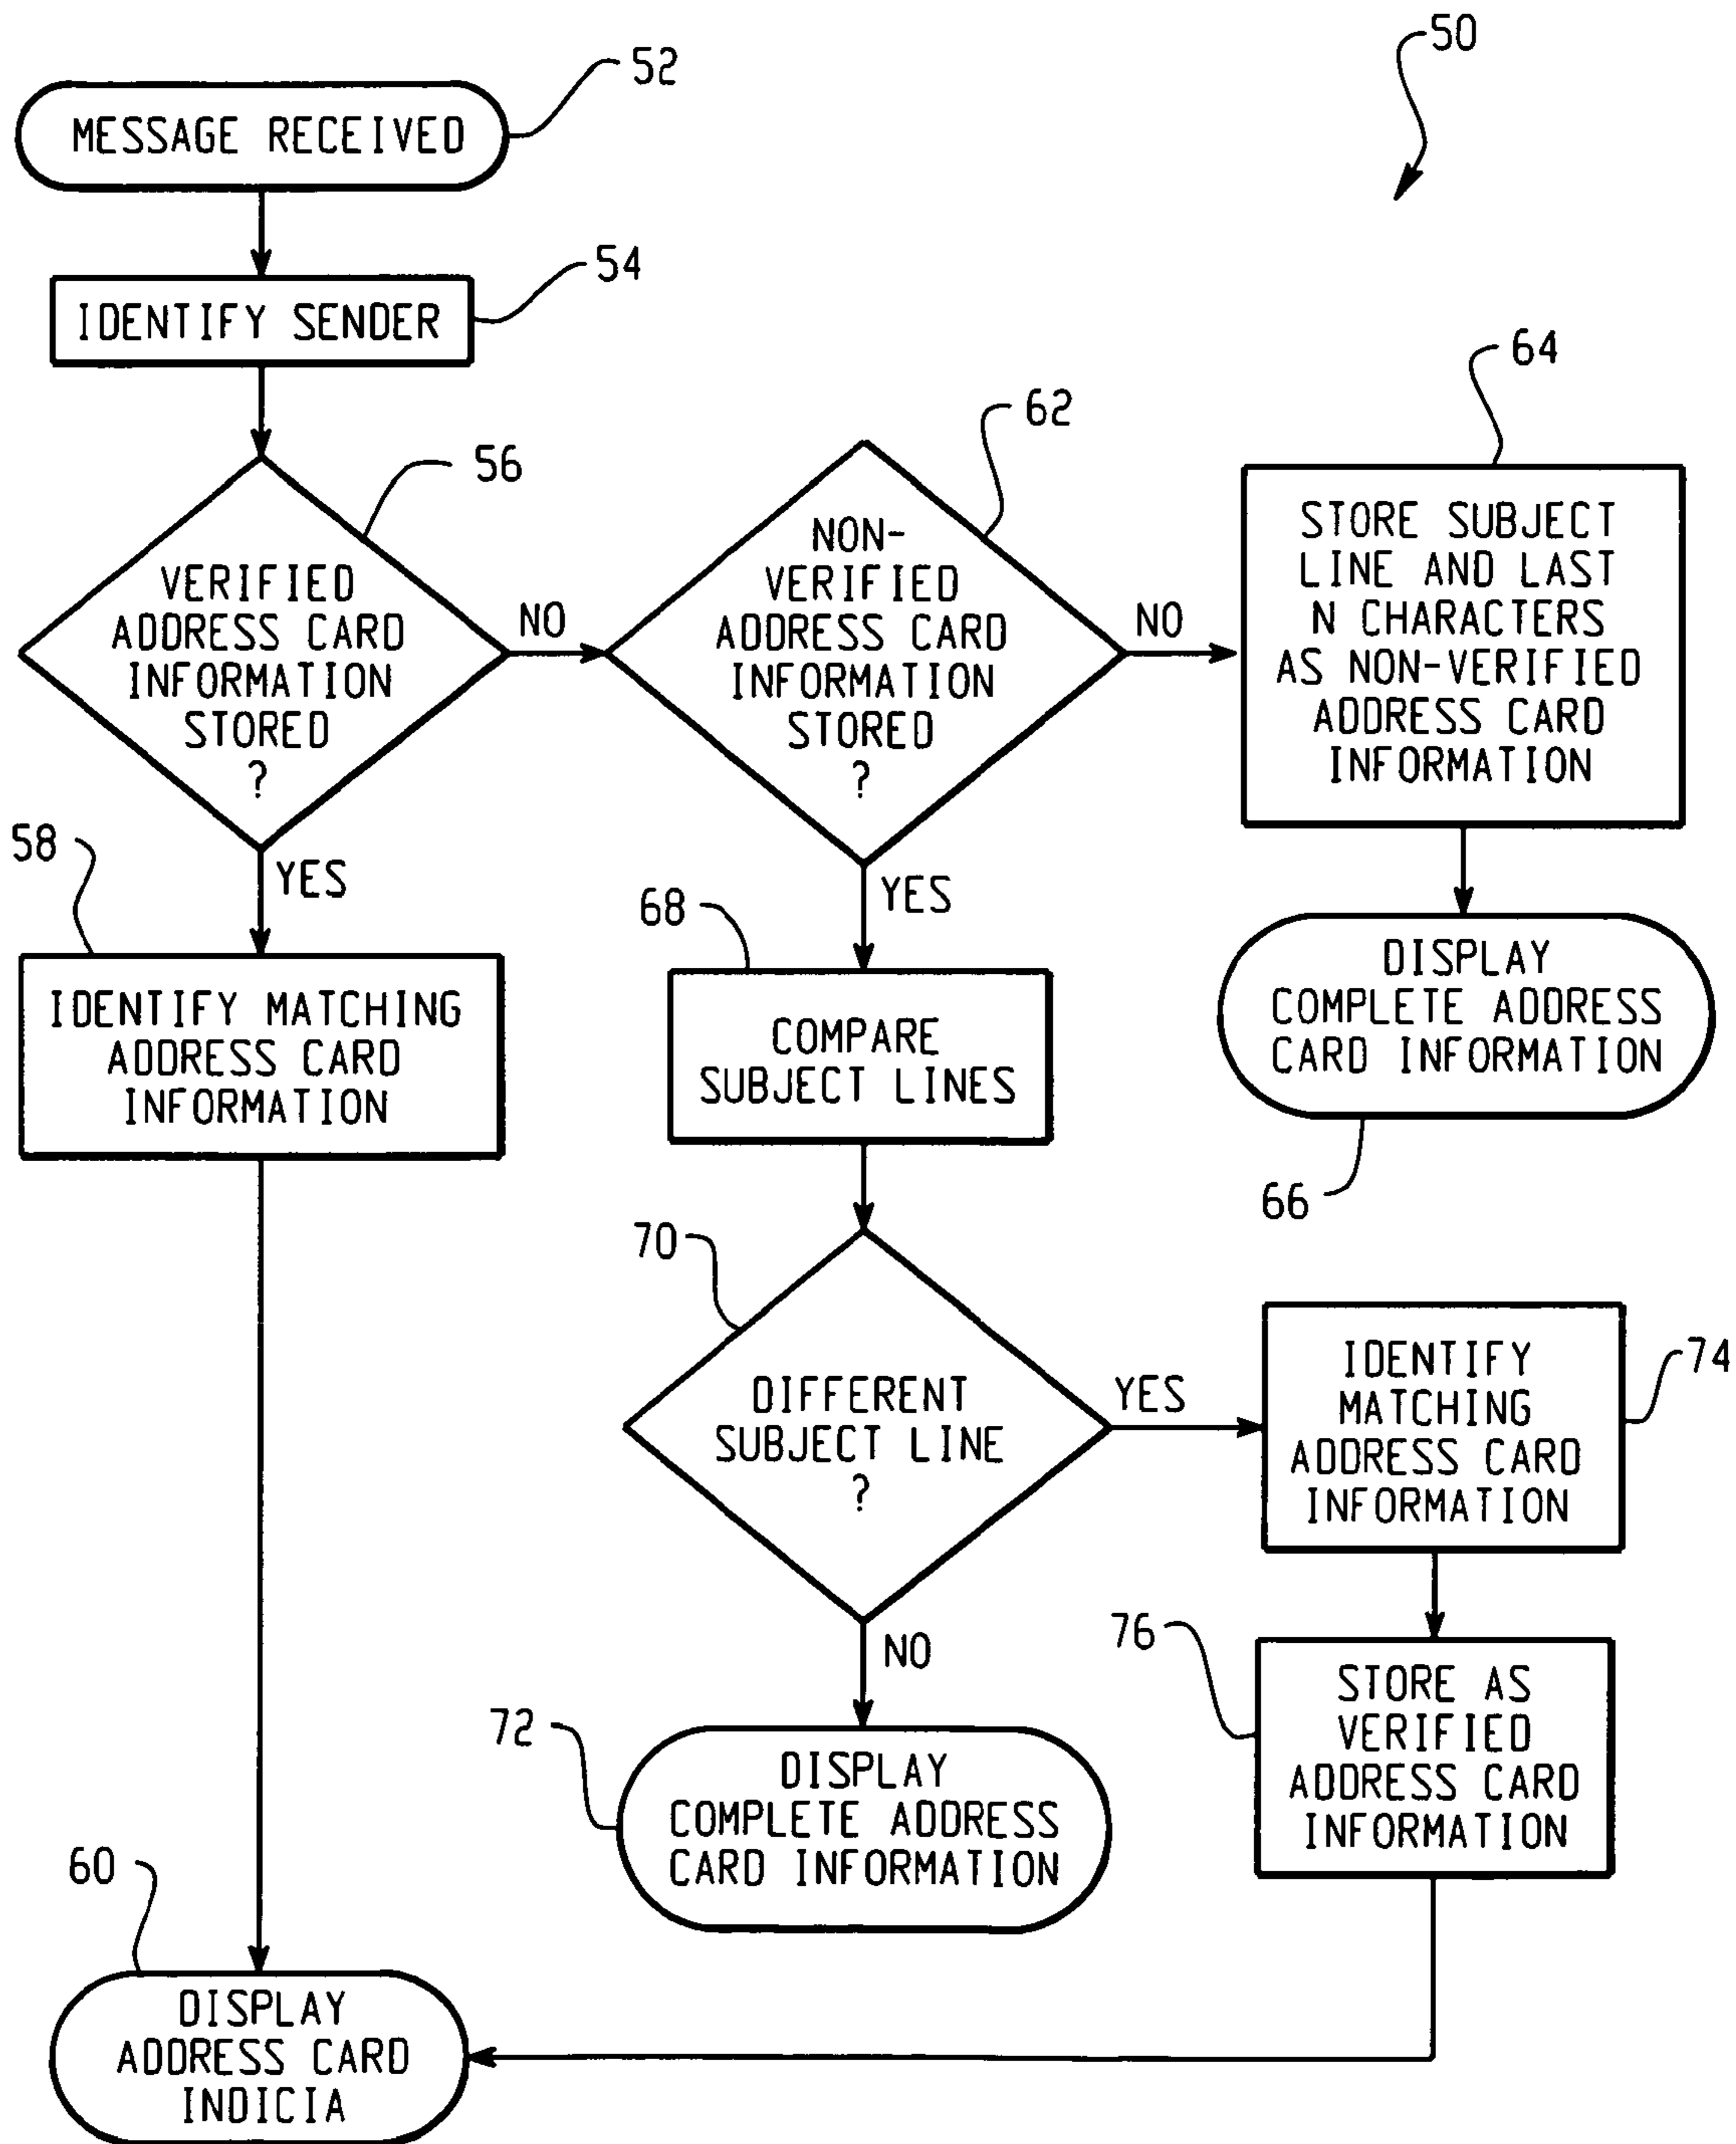 50
52
MESSAGE RECEIVED
54
IDENTIFY SENDER
56
VERIFIED
ADDRESS CARD
INFORMATION
STORED
?
NO
62
NON-
VERIFIED
ADDRESS CARD
INFORMATION
STORED
?
NO
64
STORE SUBJECT
LINE AND LAST
N CHARACTERS
AS NON-VERIFIED
ADDRESS CARD
INFORMATION
58
YES
IDENTIFY MATCHING
ADDRESS CARD
INFORMATION
68
YES
COMPARE
SUBJECT LINES
DISPLAY
COMPLETE ADDRESS
CARD INFORMATION
66
70
DIFFERENT
SUBJECT LINE
?
YES
IDENTIFY
MATCHING
ADDRESS CARD
INFORMATION
74
NO
76
STORE AS
VERIFIED
ADDRESS CARD
INFORMATION
72
DISPLAY
COMPLETE ADDRESS
CARD INFORMATION
60
DISPLAY
ADDRESS CARD
INDICIA